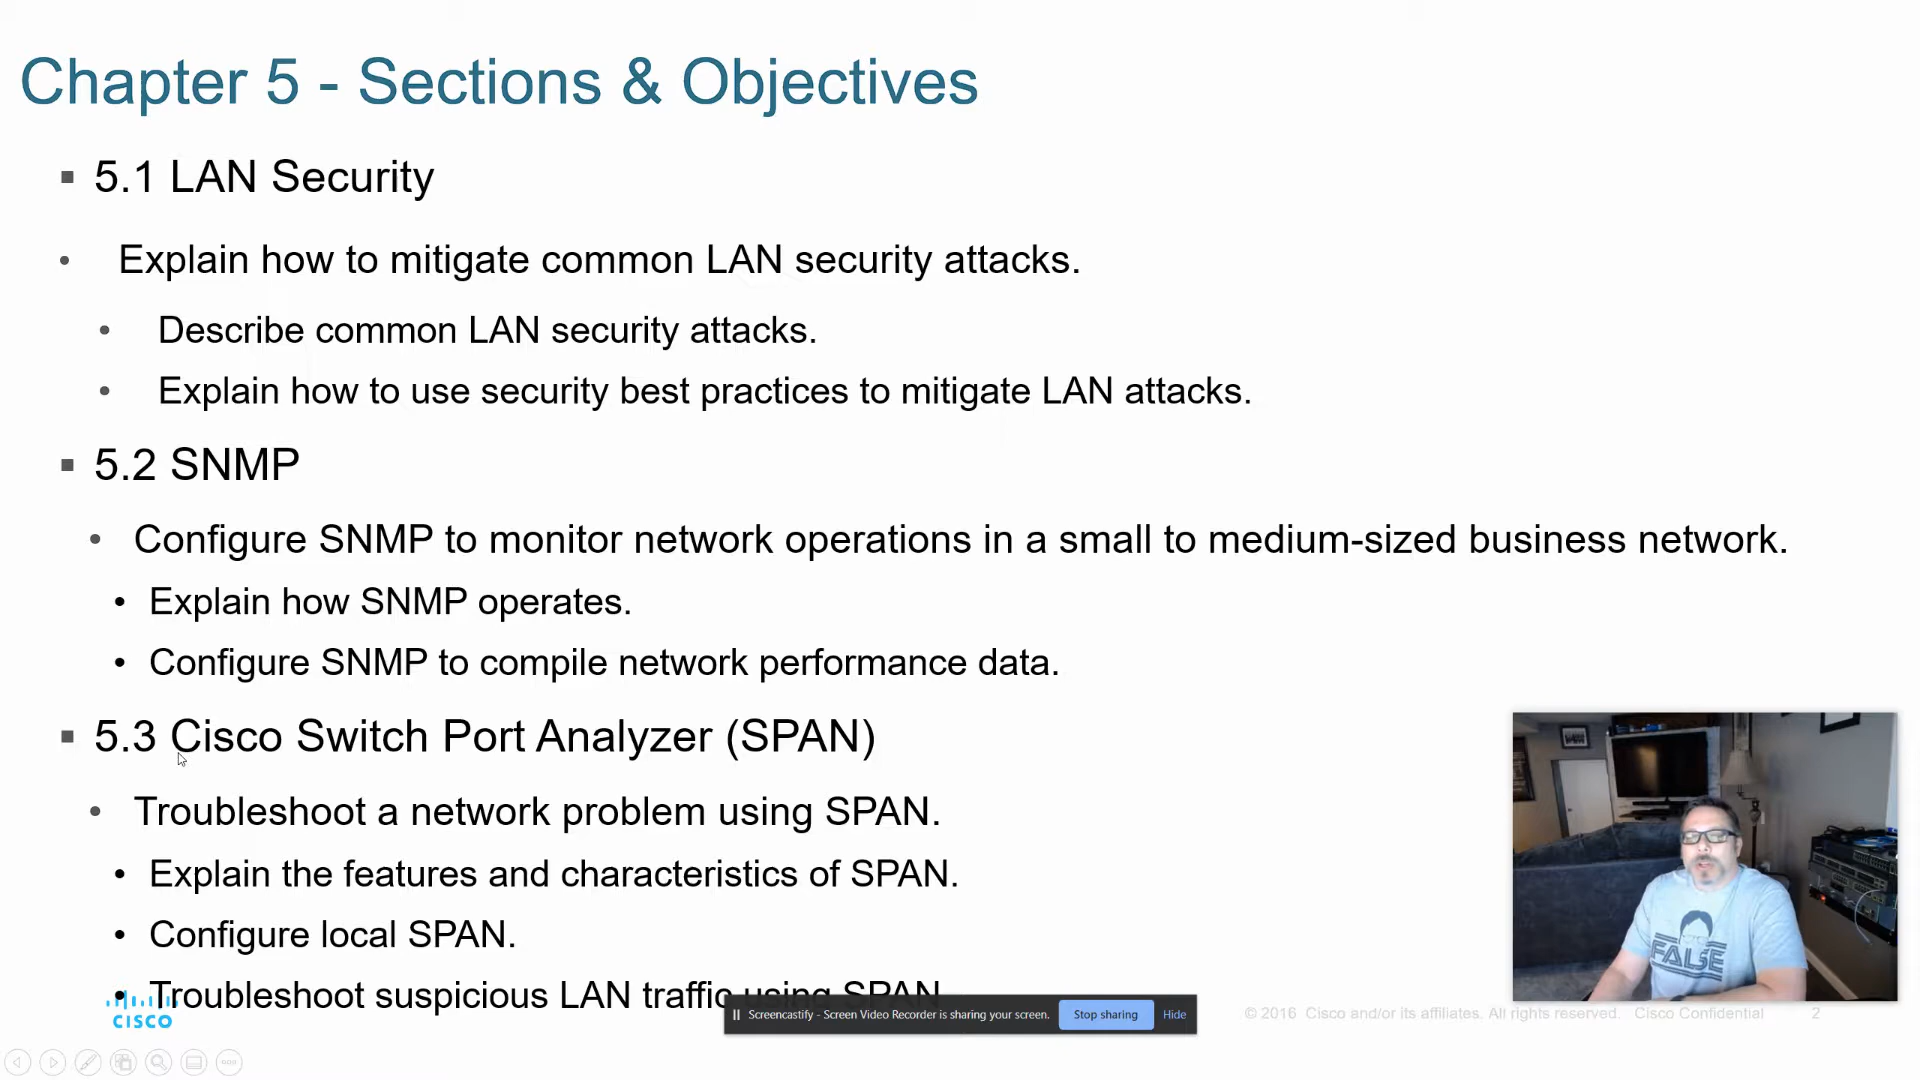 Chapter 5 - Sections & Objectives
5.1 LAN Security
Explain how to mitigate common LAN security attacks.
Describe common LAN security attacks.
Explain how to use security best practices to mitigate LAN attacks.
5.2 SNMP
Configure SNMP to monitor network operations in a small to medium-sized business network.
Explain how SNMP operates.
Configure SNMP to compile network performance data.
5.3 Cisco Switch Port Analyzer (SPAN)
Troubleshoot a network problem using SPAN.
Explain the features and characteristics of SPAN.
Configure local SPAN.
Troubleshoot suspicious LAN traffic using SPAN
FALSE
CISCO
Screencastify - Screen Video Recorder is sharing your screen. Stop sharing Hide
© 2016 Cisco and/or its affiliates. All rights reserved. Cisco Confidential 2